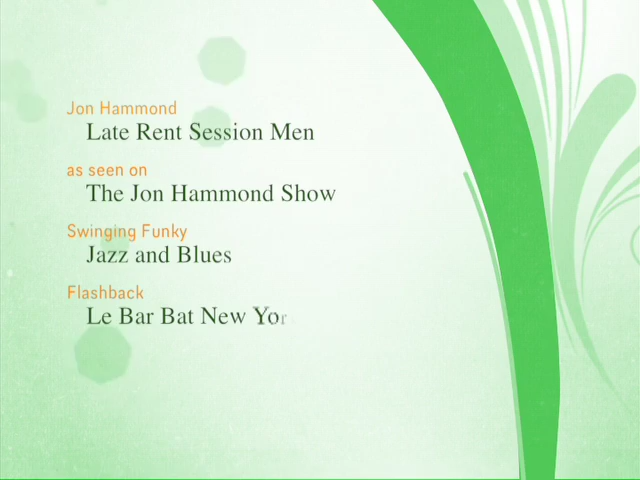 Jon Hammond
Late Rent Session Men
as seen on
The Jon Hammond Show
Swinging Funky
Jazz and Blues
Flashback
Le Bar Bat New Yor